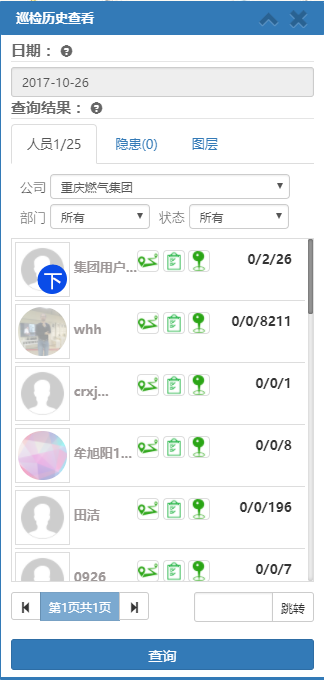 巡检历史查看
日期：
2017-10-26
查询结果：
人员1/25 隐患(0) 图层
公司 重庆燃气集团
部门 所有 状态 所有
下 集团用户... 0/2/26
whh 0/0/8211
crxj... 0/0/1
牟旭阳1... 0/0/8
田洁 0/0/196
0926 0/0/7
第1页共1页 跳转
查询